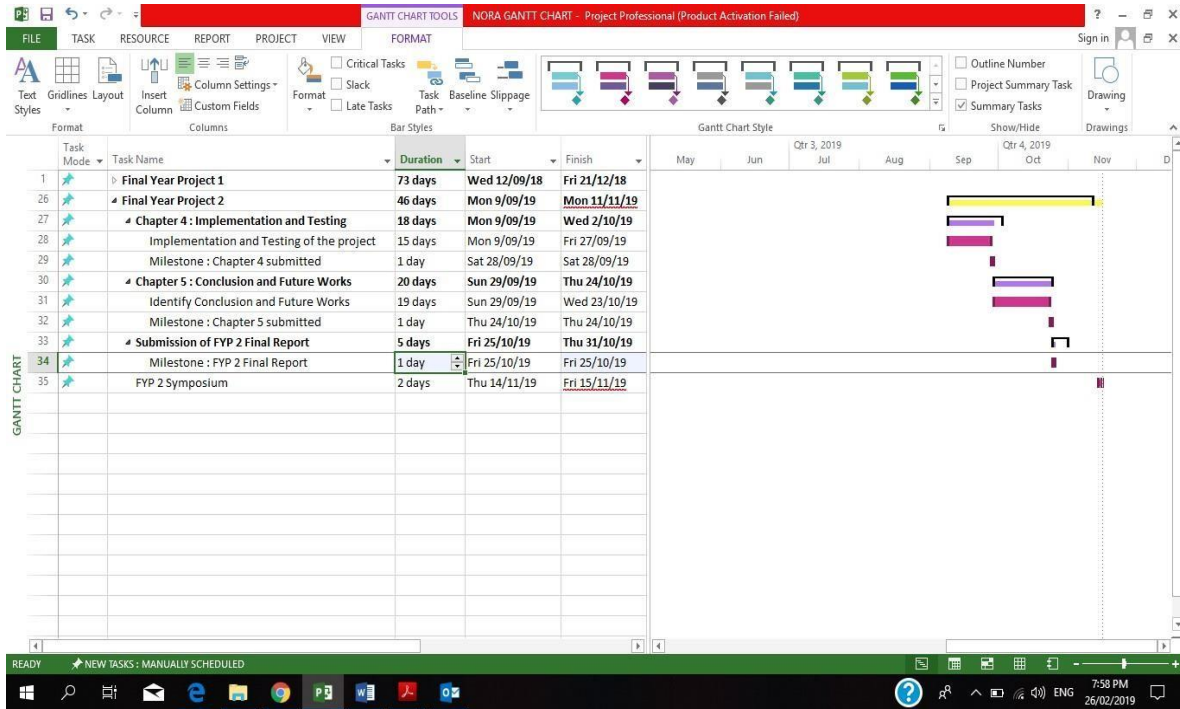 GANTT CHART TOOLS NORA GANTT CHART - Project Professional (Product Activation Failed)
FILE TASK RESOURCE REPORT PROJECT VIEW FORMAT Sign in
Text Styles Gridlines Layout Insert Column Column Settings Custom Fields Format Critical Tasks Slack Late Tasks Task Path Baseline Slippage Outline Number Project Summary Task Summary Tasks Drawing
Format Columns Bar Styles Gantt Chart Style Show/Hide Drawings
Task Mode Task Name Duration Start Finish
Qtr 3, 2019 Qtr 4, 2019
May Jun Jul Aug Sep Oct Nov D
1 Final Year Project 1 73 days Wed 12/09/18 Fri 21/12/18
26 Final Year Project 2 46 days Mon 9/09/19 Mon 11/11/19
27 Chapter 4 : Implementation and Testing 18 days Mon 9/09/19 Wed 2/10/19
28 Implementation and Testing of the project 15 days Mon 9/09/19 Fri 27/09/19
29 Milestone : Chapter 4 submitted 1 day Sat 28/09/19 Sat 28/09/19
30 Chapter 5 : Conclusion and Future Works 20 days Sun 29/09/19 Thu 24/10/19
31 Identify Conclusion and Future Works 19 days Sun 29/09/19 Wed 23/10/19
32 Milestone : Chapter 5 submitted 1 day Thu 24/10/19 Thu 24/10/19
33 Submission of FYP 2 Final Report 5 days Fri 25/10/19 Thu 31/10/19
34 Milestone : FYP 2 Final Report 1 day Fri 25/10/19 Fri 25/10/19
35 FYP 2 Symposium 2 days Thu 14/11/19 Fri 15/11/19
GANTT CHART
READY NEW TASKS : MANUALLY SCHEDULED
ENG 7:58 PM
26/02/2019